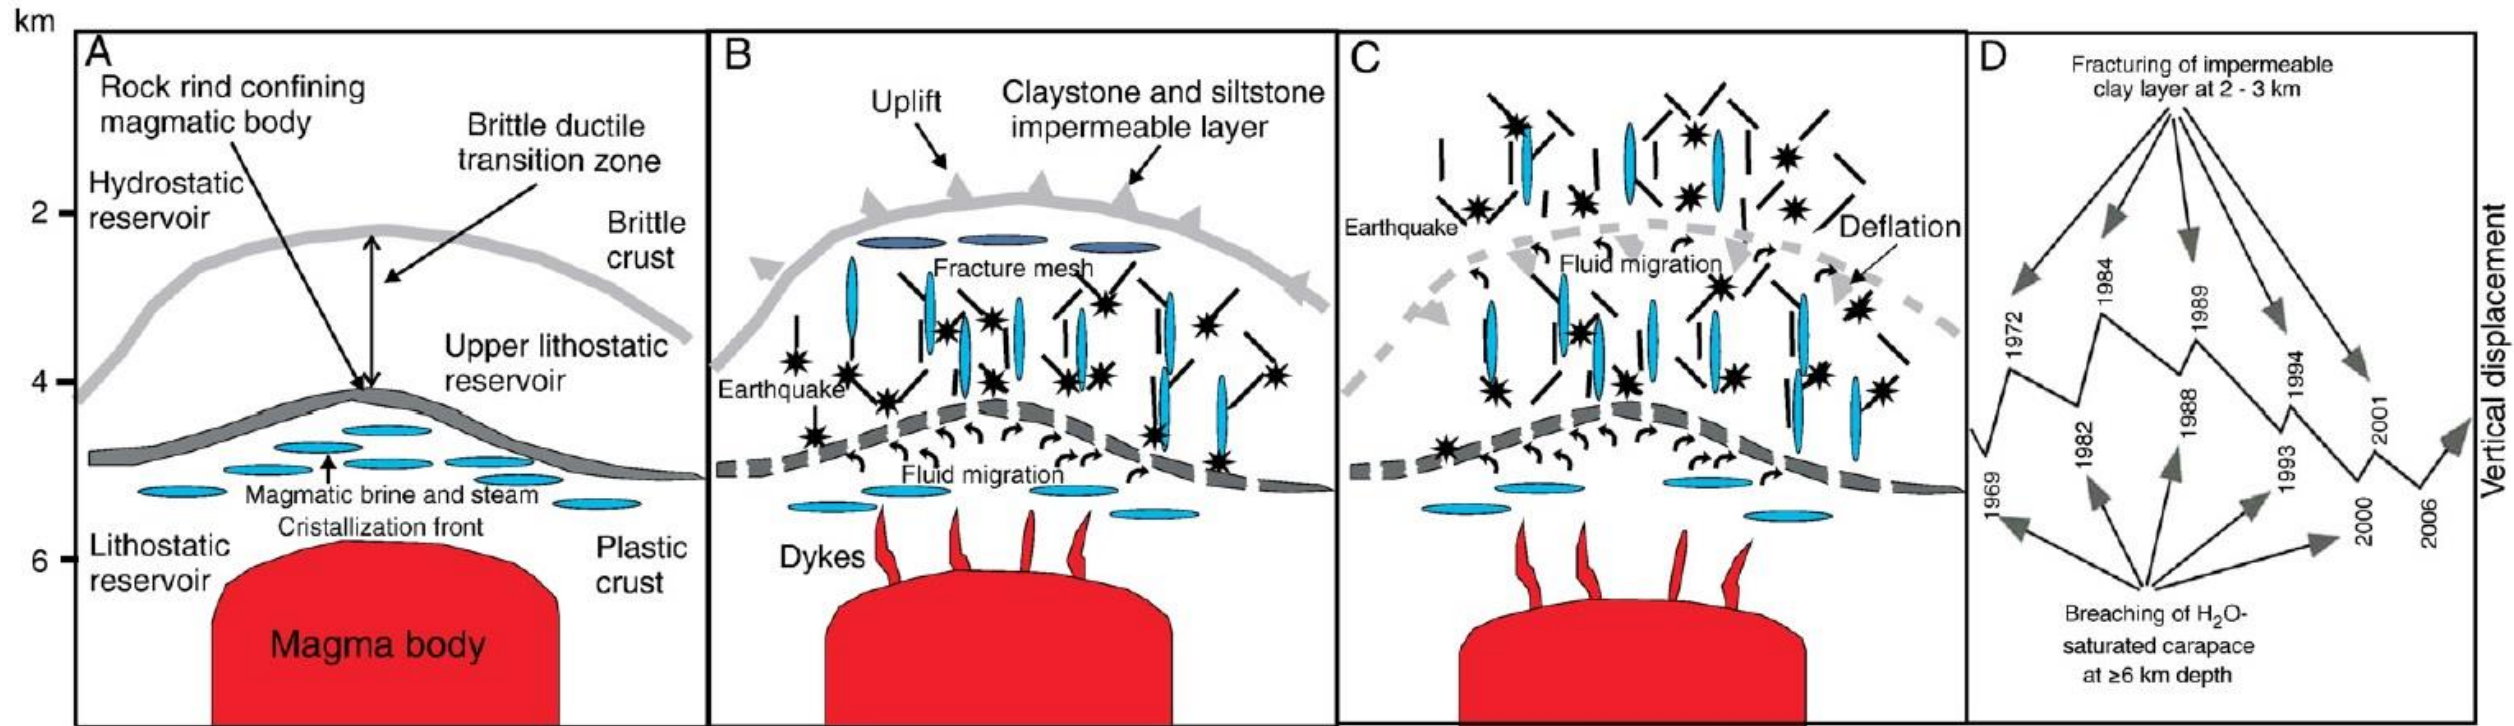 km
2
4
6
A
Rock rind confining
magmatic body
Brittle ductile
transition zone
Hydrostatic
reservoir
Brittle
crust
Upper lithostatic
reservoir
Magmatic brine and steam
Cristallization front
Lithostatic
reservoir
Plastic
crust
Magma body
B
Uplift
Claystone and siltstone
impermeable layer
Fracture mesh
Earthquake
Fluid migration
Dykes
C
Earthquake
Deflation
Fluid migration
D
Fracturing of impermeable
clay layer at 2 - 3 km
1969
1972
1982
1984
1988
1989
1993
1994
2000
2001
2006
Breaching of H₂O-
saturated carapace
at ≥6 km depth
Vertical displacement